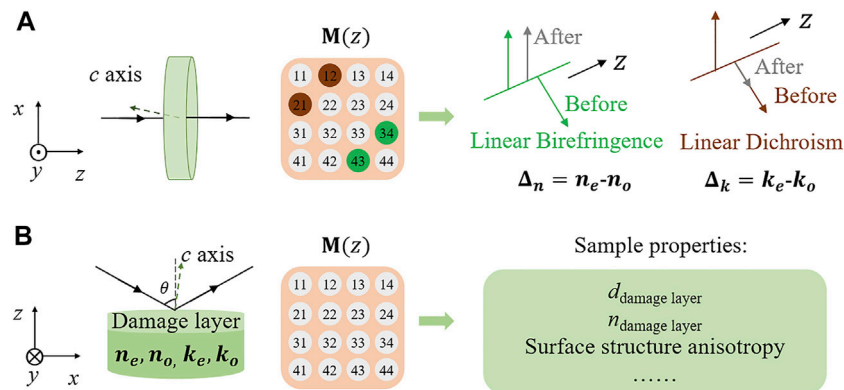 A
c axis
x
y
z
M(z)
11 12 13 14
21 22 23 24
31 32 33 34
41 42 43 44
After
Z
Before
Linear Birefringence
Δn = ne-no
After
Z
Before
Linear Dichroism
Δk = ke-ko
B
c axis
θ
Damage layer
ne, no, ke, ko
z
y
x
M(z)
11 12 13 14
21 22 23 24
31 32 33 34
41 42 43 44
Sample properties:
ddamage layer
ndamage layer
Surface structure anisotropy
......